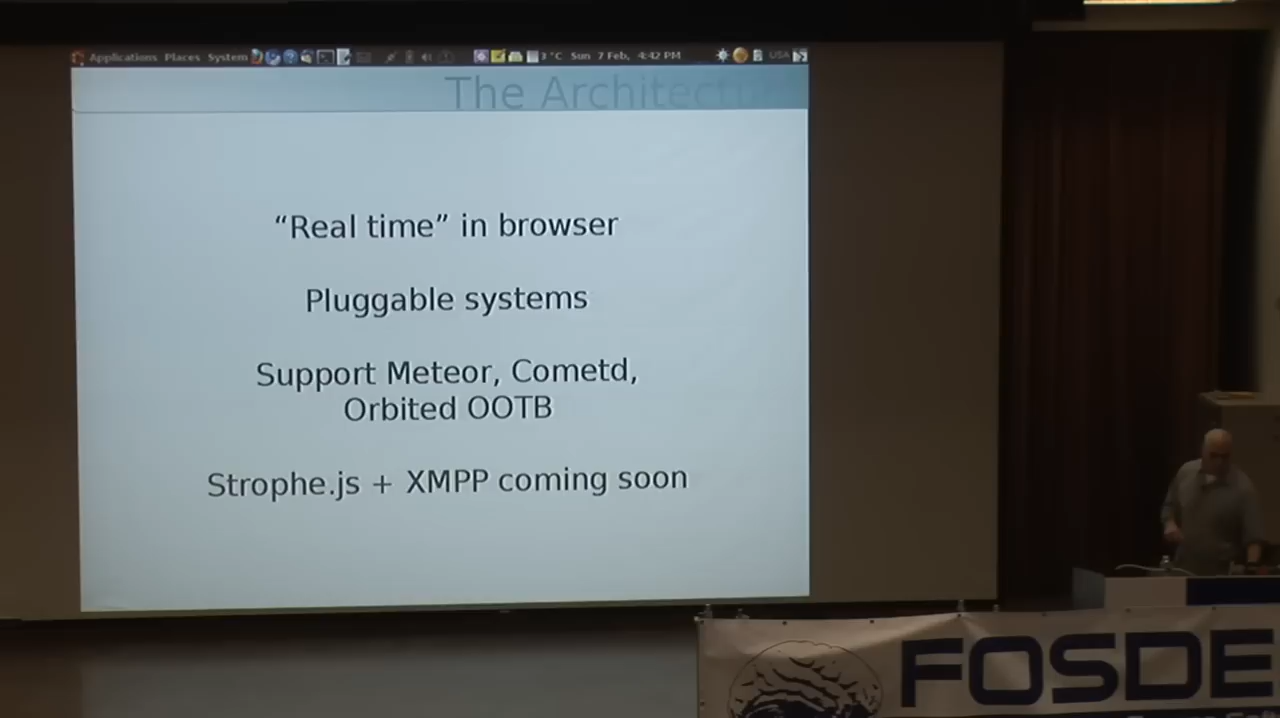 Applications Places System 3 °C Sun 7 Feb, 4:42 PM USA
The Architectu
“Real time” in browser
Pluggable systems
Support Meteor, Cometd,
Orbited OOTB
Strophe.js + XMPP coming soon
FOSDE